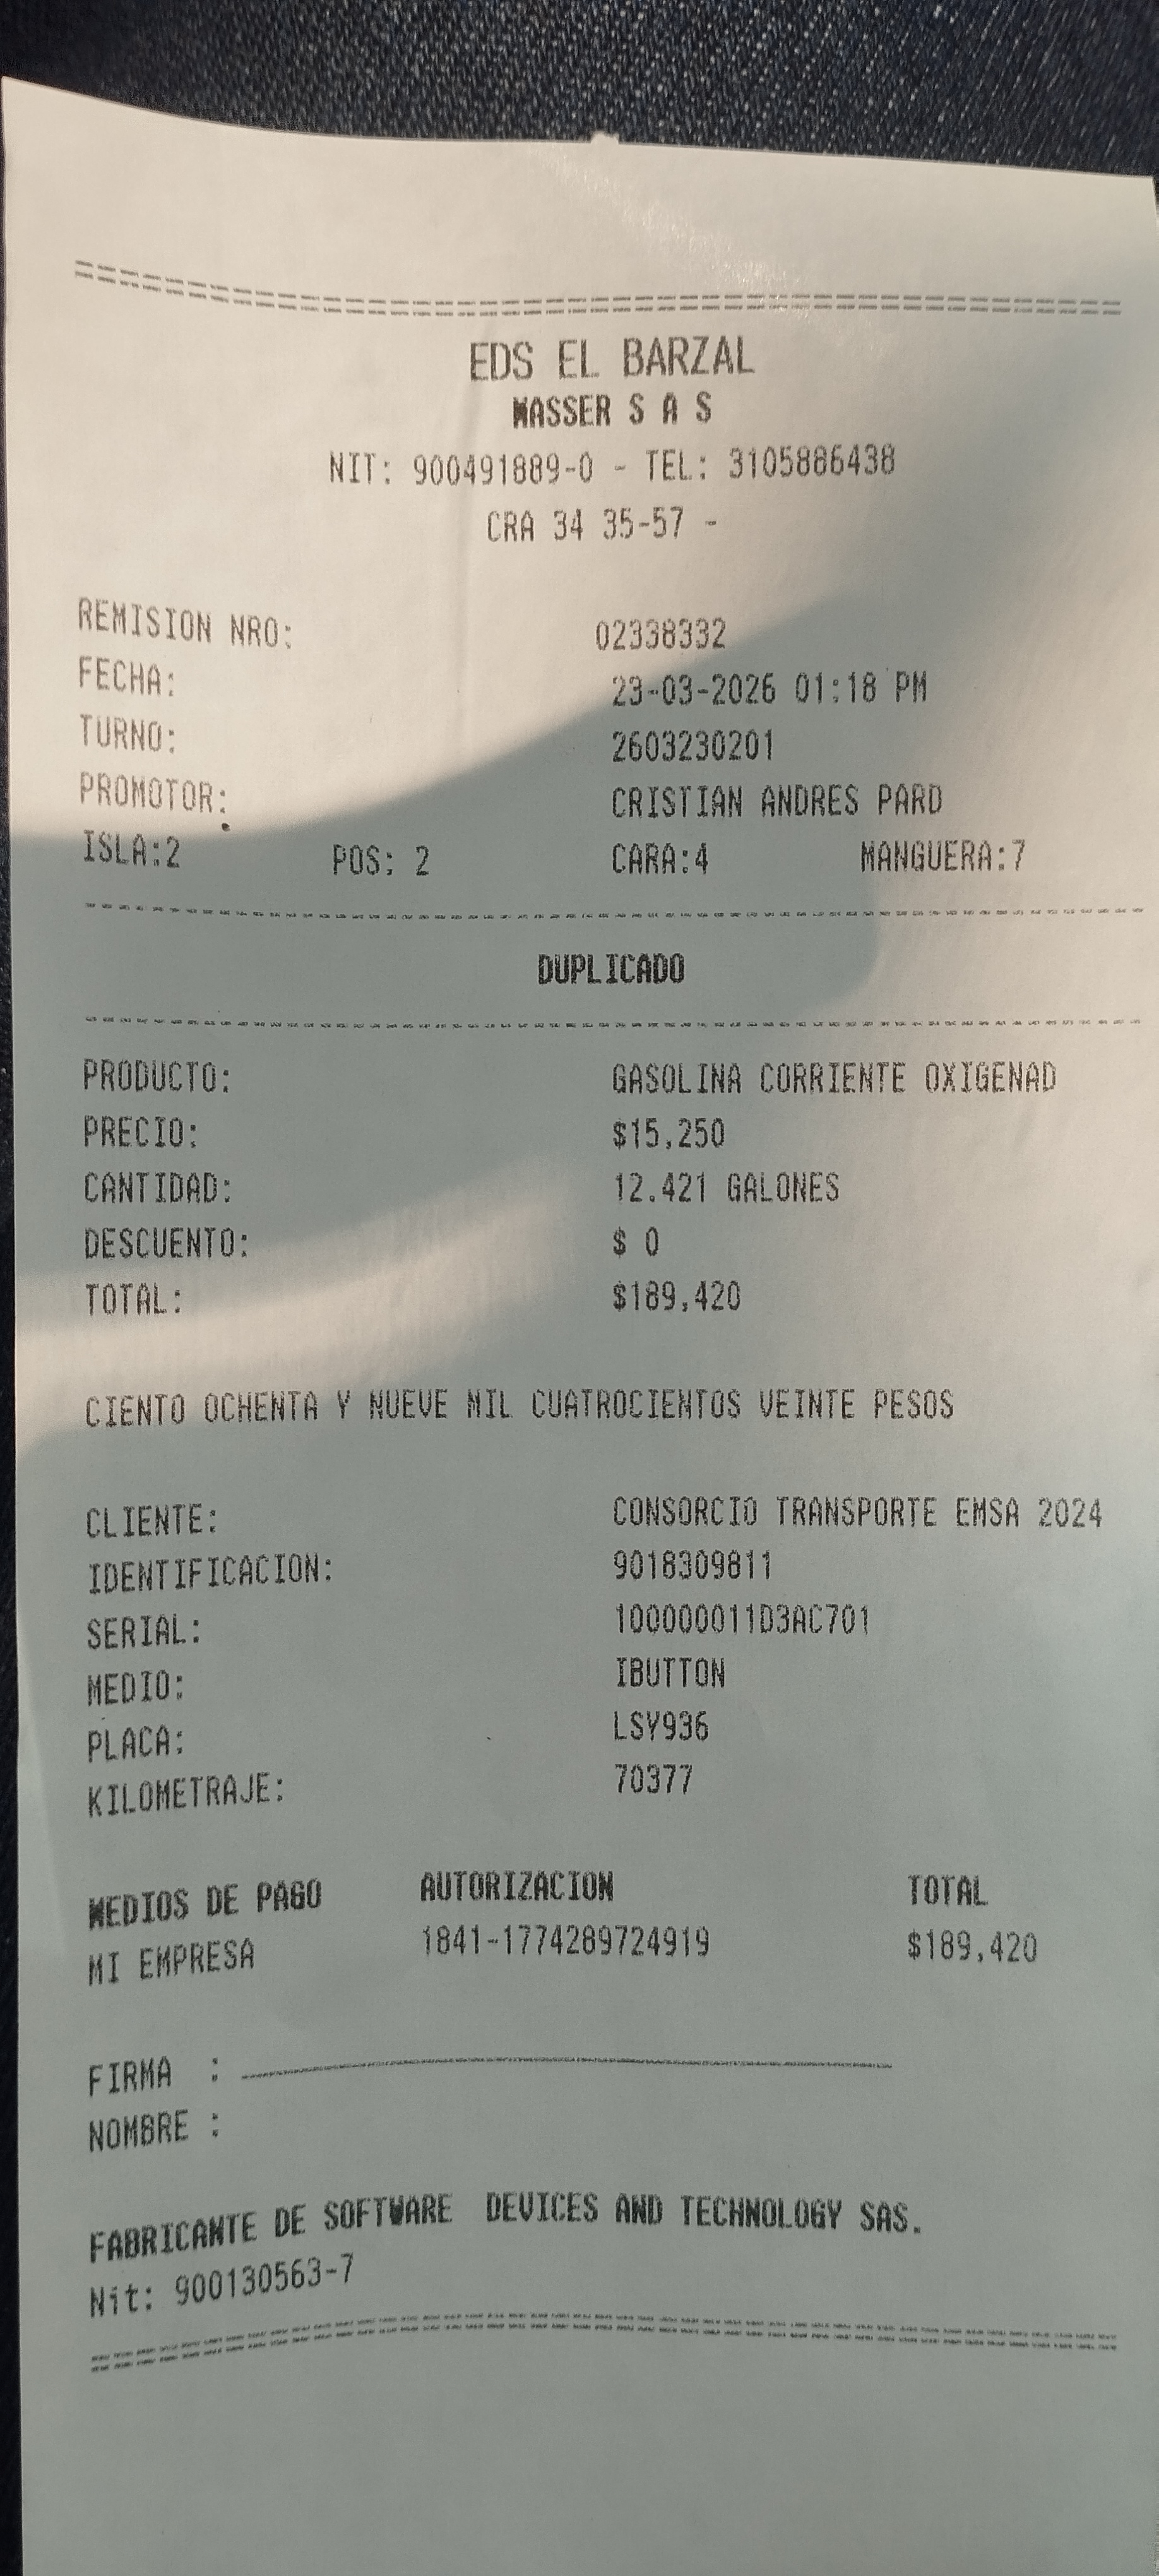 EDS EL BARZAL
WASSER S A S
NIT: 900491889-0 - TEL: 3105886438
CRA 34 35-57 -
REMISION NRO: 02338332
FECHA: 23-03-2026 01:18 PM
TURNO: 2603230201
PROMOTOR: CRISTIAN ANDRES PARD
ISLA:2 POS: 2 CARA:4 MANGUERA:7
DUPLICADO
PRODUCTO: GASOLINA CORRIENTE OXIGENAD
PRECIO: $15,250
CANTIDAD: 12.421 GALONES
DESCUENTO: $ 0
TOTAL: $189,420
CIENTO OCHENTA Y NUEVE MIL CUATROCIENTOS VEINTE PESOS
CLIENTE: CONSORCIO TRANSPORTE EMSA 2024
IDENTIFICACION: 9018309811
SERIAL: 100000011D3AC701
MEDIO: IBUTTON
PLACA: LSY936
KILOMETRAJE: 70377
MEDIOS DE PAGO AUTORIZACION TOTAL
MI EMPRESA 1841-1774289724919 $189,420
FIRMA :
NOMBRE :
FABRICANTE DE SOFTWARE DEVICES AND TECHNOLOGY SAS.
Nit: 900130563-7